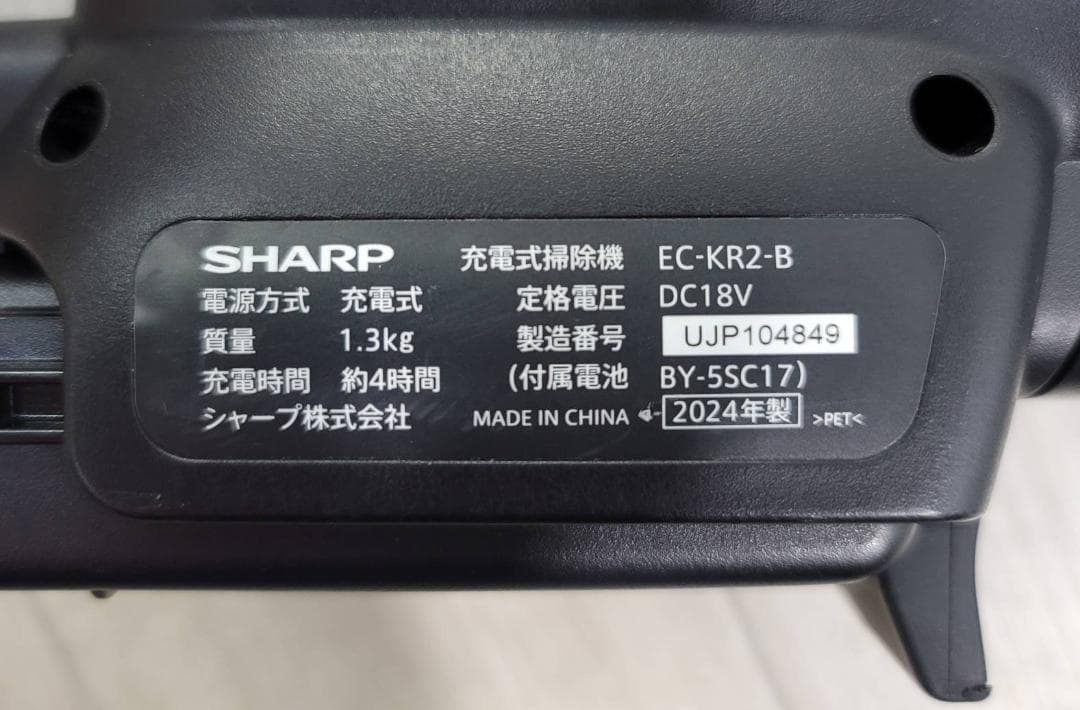 SHARP 充電式掃除機 EC-KR2-B
電源方式 充電式 定格電圧 DC18V
質量 1.3kg 製造番号 UJP104849
充電時間 約4時間 (付属電池 BY-5SC17)
シャープ株式会社 MADE IN CHINA 2024年製 >PET<